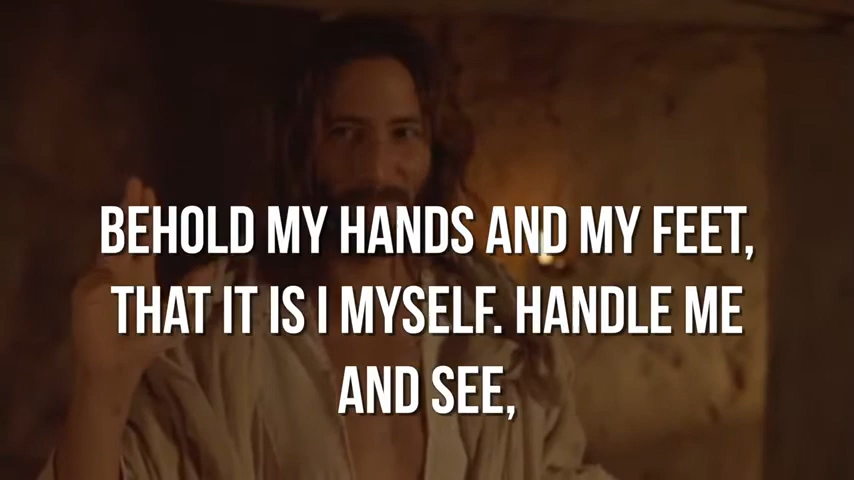 BEHOLD MY HANDS AND MY FEET,
THAT IT IS I MYSELF. HANDLE ME
AND SEE,